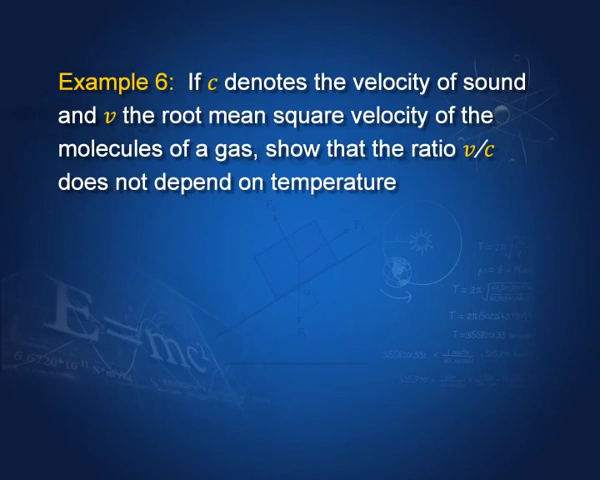 Example 6: If c denotes the velocity of sound
and v the root mean square velocity of the
molecules of a gas, show that the ratio v/c
does not depend on temperature
E=mc²